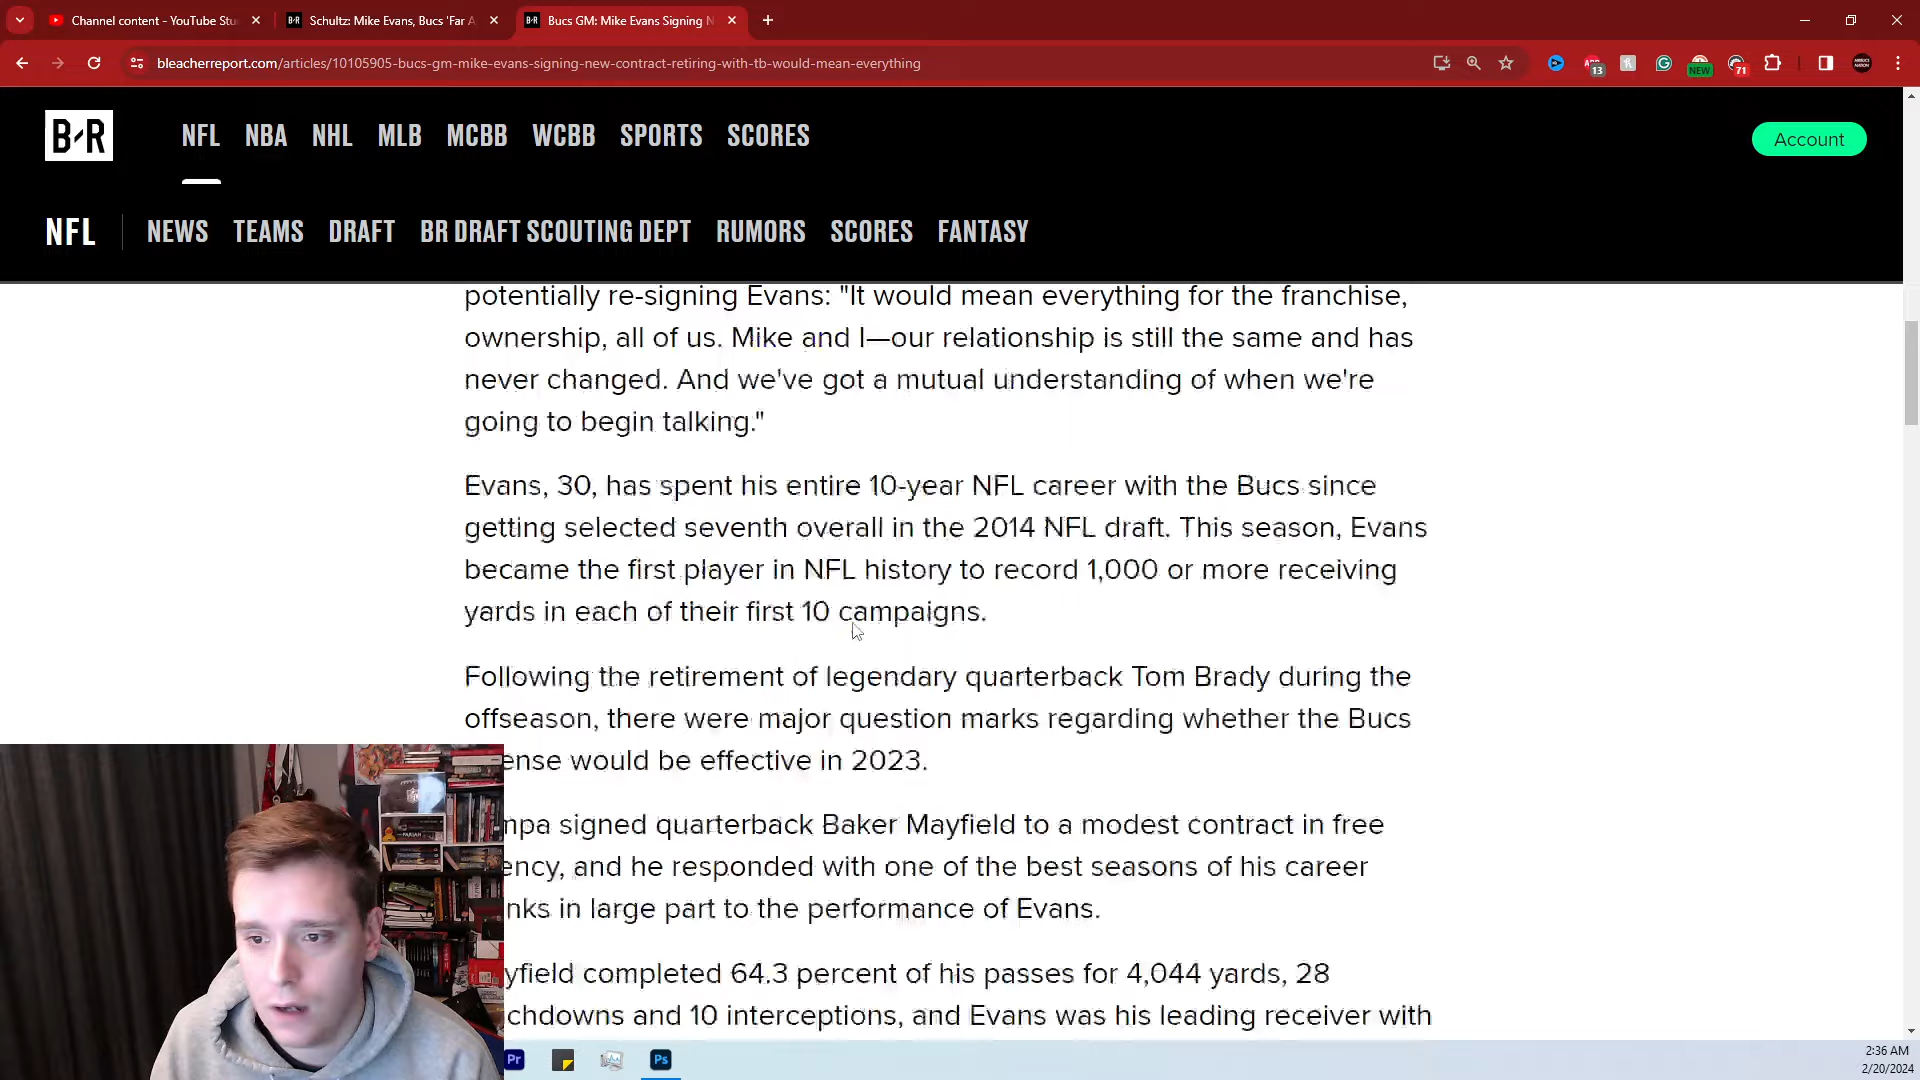 Channel content - YouTube Stu
Schultz: Mike Evans, Bucs 'Far A
Bucs GM: Mike Evans Signing N
bleacherreport.com/articles/10105905-bucs-gm-mike-evans-signing-new-contract-retiring-with-tb-would-mean-everything
13
NEW
71
B/R
NFL NBA NHL MLB MCBB WCBB SPORTS SCORES
Account
NFL NEWS TEAMS DRAFT BR DRAFT SCOUTING DEPT RUMORS SCORES FANTASY
potentially re-signing Evans: "It would mean everything for the franchise,
ownership, all of us. Mike and I—our relationship is still the same and has
never changed. And we've got a mutual understanding of when we're
going to begin talking."
Evans, 30, has spent his entire 10-year NFL career with the Bucs since
getting selected seventh overall in the 2014 NFL draft. This season, Evans
became the first player in NFL history to record 1,000 or more receiving
yards in each of their first 10 campaigns.
Following the retirement of legendary quarterback Tom Brady during the
offseason, there were major question marks regarding whether the Bucs
ense would be effective in 2023.
mpa signed quarterback Baker Mayfield to a modest contract in free
ency, and he responded with one of the best seasons of his career
nks in large part to the performance of Evans.
yfield completed 64.3 percent of his passes for 4,044 yards, 28
chdowns and 10 interceptions, and Evans was his leading receiver with
Pr
Ps
2:36 AM
2/20/2024